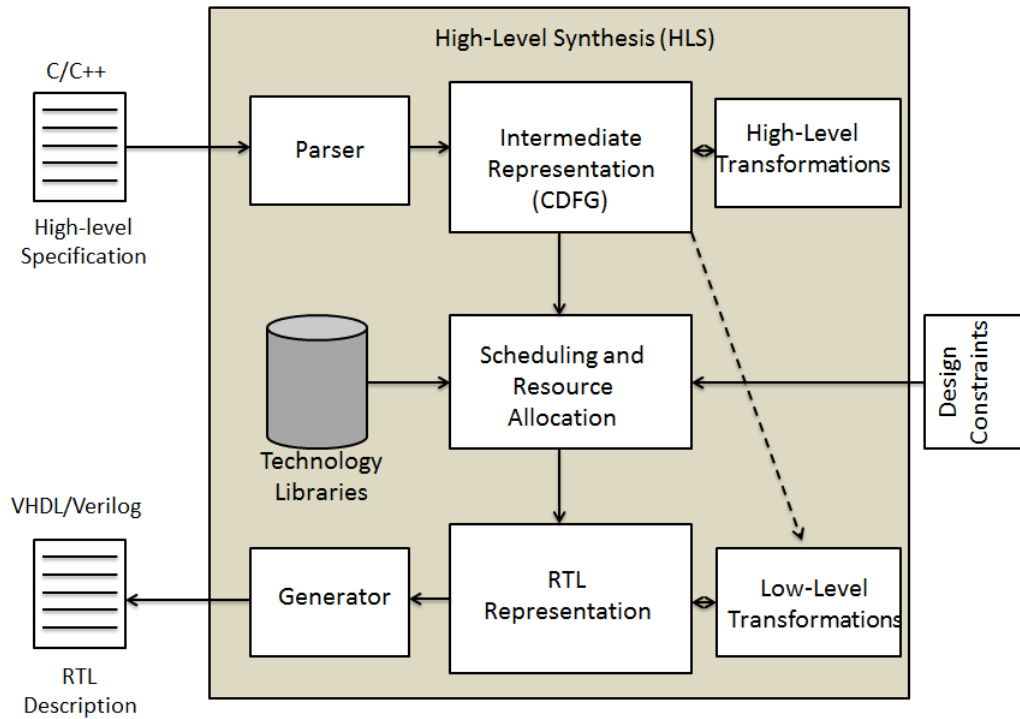 High-Level Synthesis (HLS)
C/C++
High-level
Specification
Parser
Intermediate
Representation
(CDFG)
High-Level
Transformations
Technology
Libraries
Scheduling and
Resource
Allocation
Design
Constraints
VHDL/Verilog
RTL
Description
Generator
RTL
Representation
Low-Level
Transformations